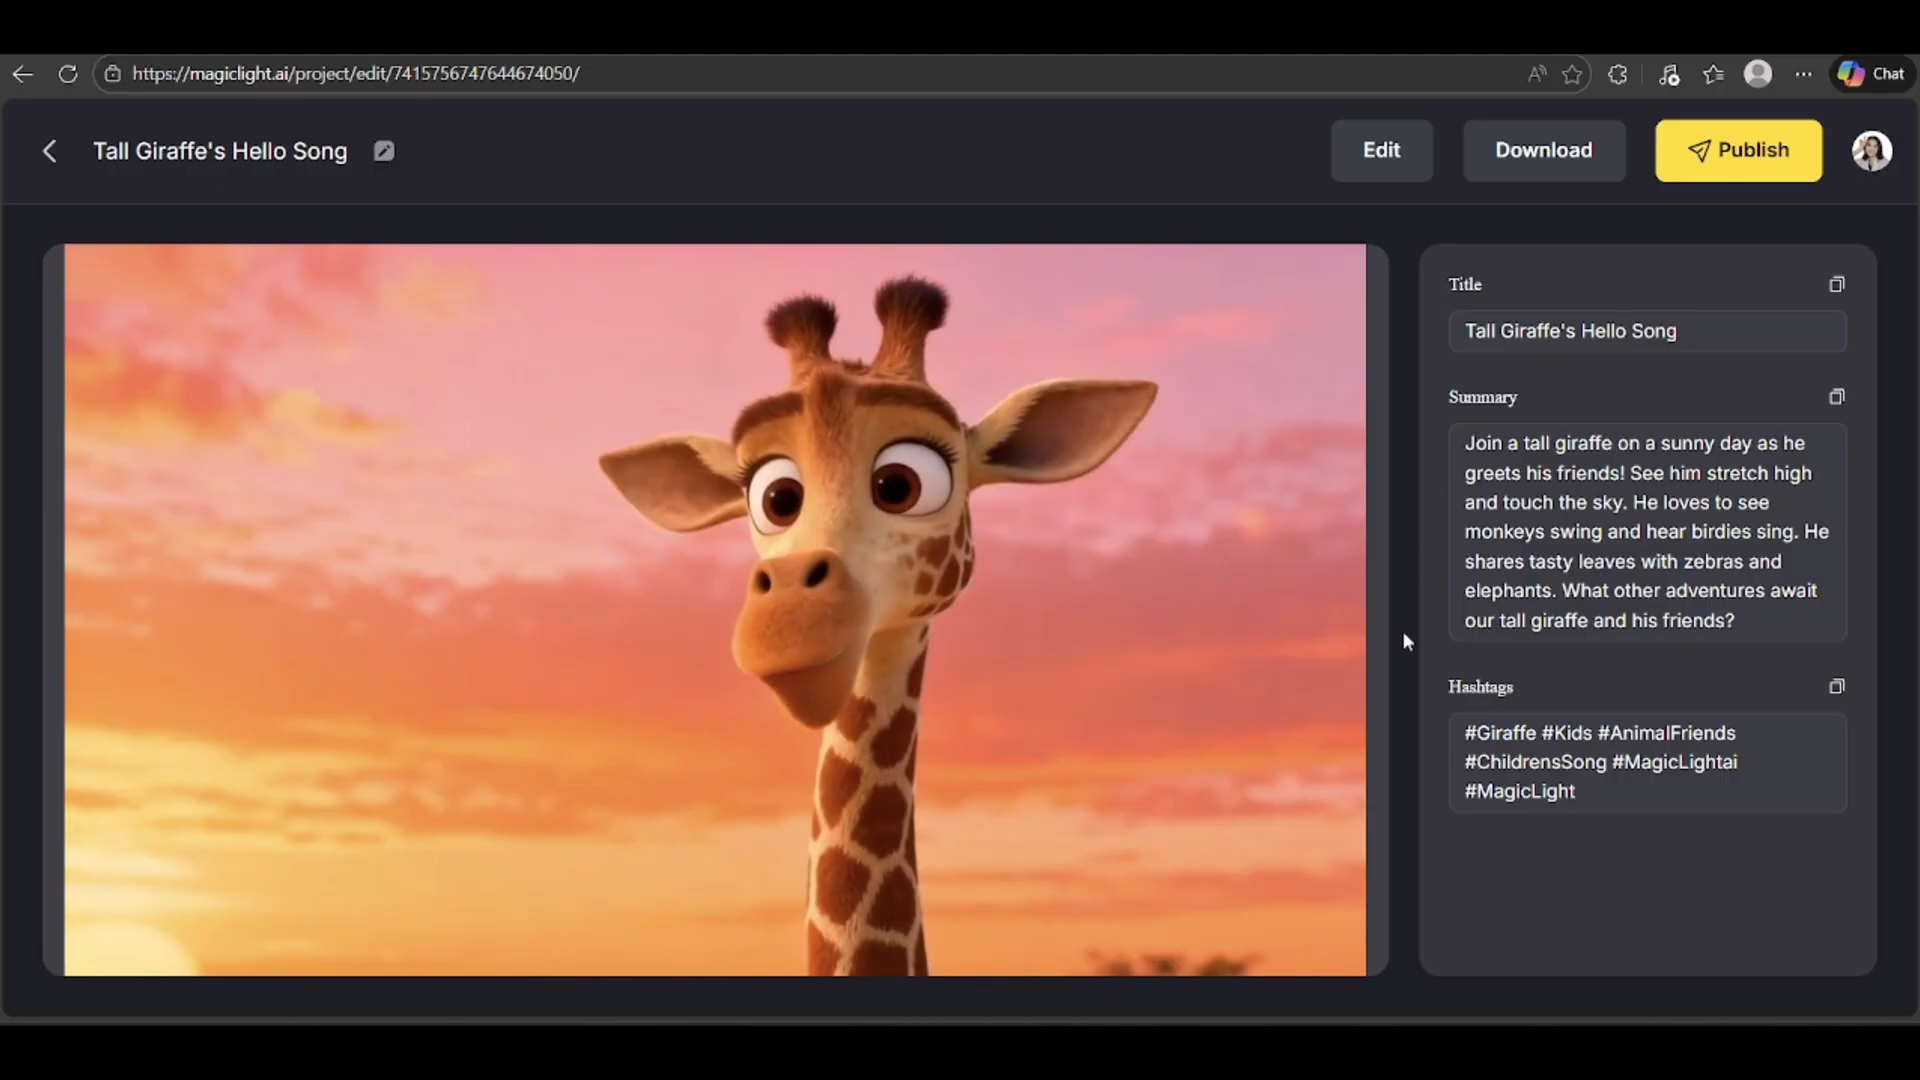 https://magiclight.ai/project/edit/7415756747644674050/
Chat
Tall Giraffe's Hello Song
Edit
Download
Publish
Title
Tall Giraffe's Hello Song
Summary
Join a tall giraffe on a sunny day as he
greets his friends! See him stretch high
and touch the sky. He loves to see
monkeys swing and hear birdies sing. He
shares tasty leaves with zebras and
elephants. What other adventures await
our tall giraffe and his friends?
Hashtags
#Giraffe #Kids #AnimalFriends
#ChildrensSong #MagicLightai
#MagicLight